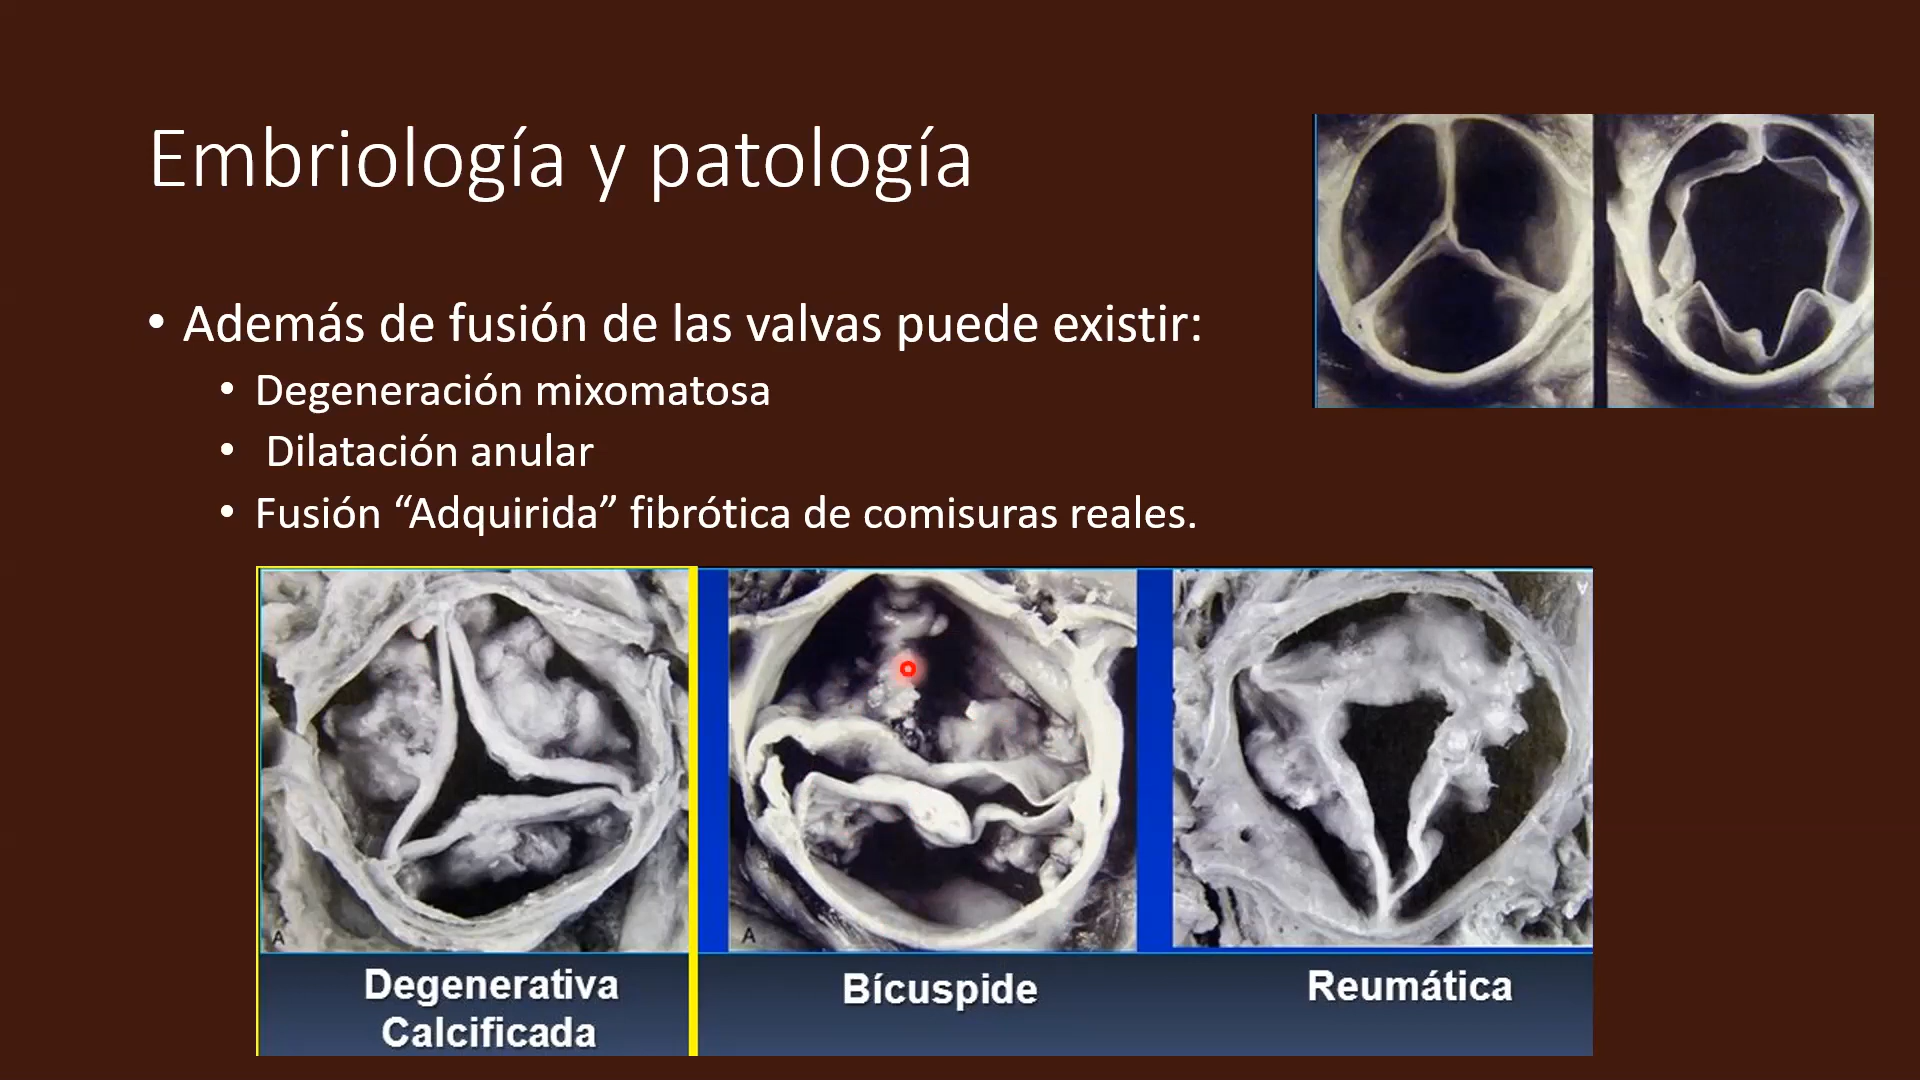 Embriología y patología
• Además de fusión de las valvas puede existir:
• Degeneración mixomatosa
• Dilatación anular
• Fusión “Adquirida” fibrótica de comisuras reales.
A
A
Degenerativa
Calcificada
Bícuspide
Reumática